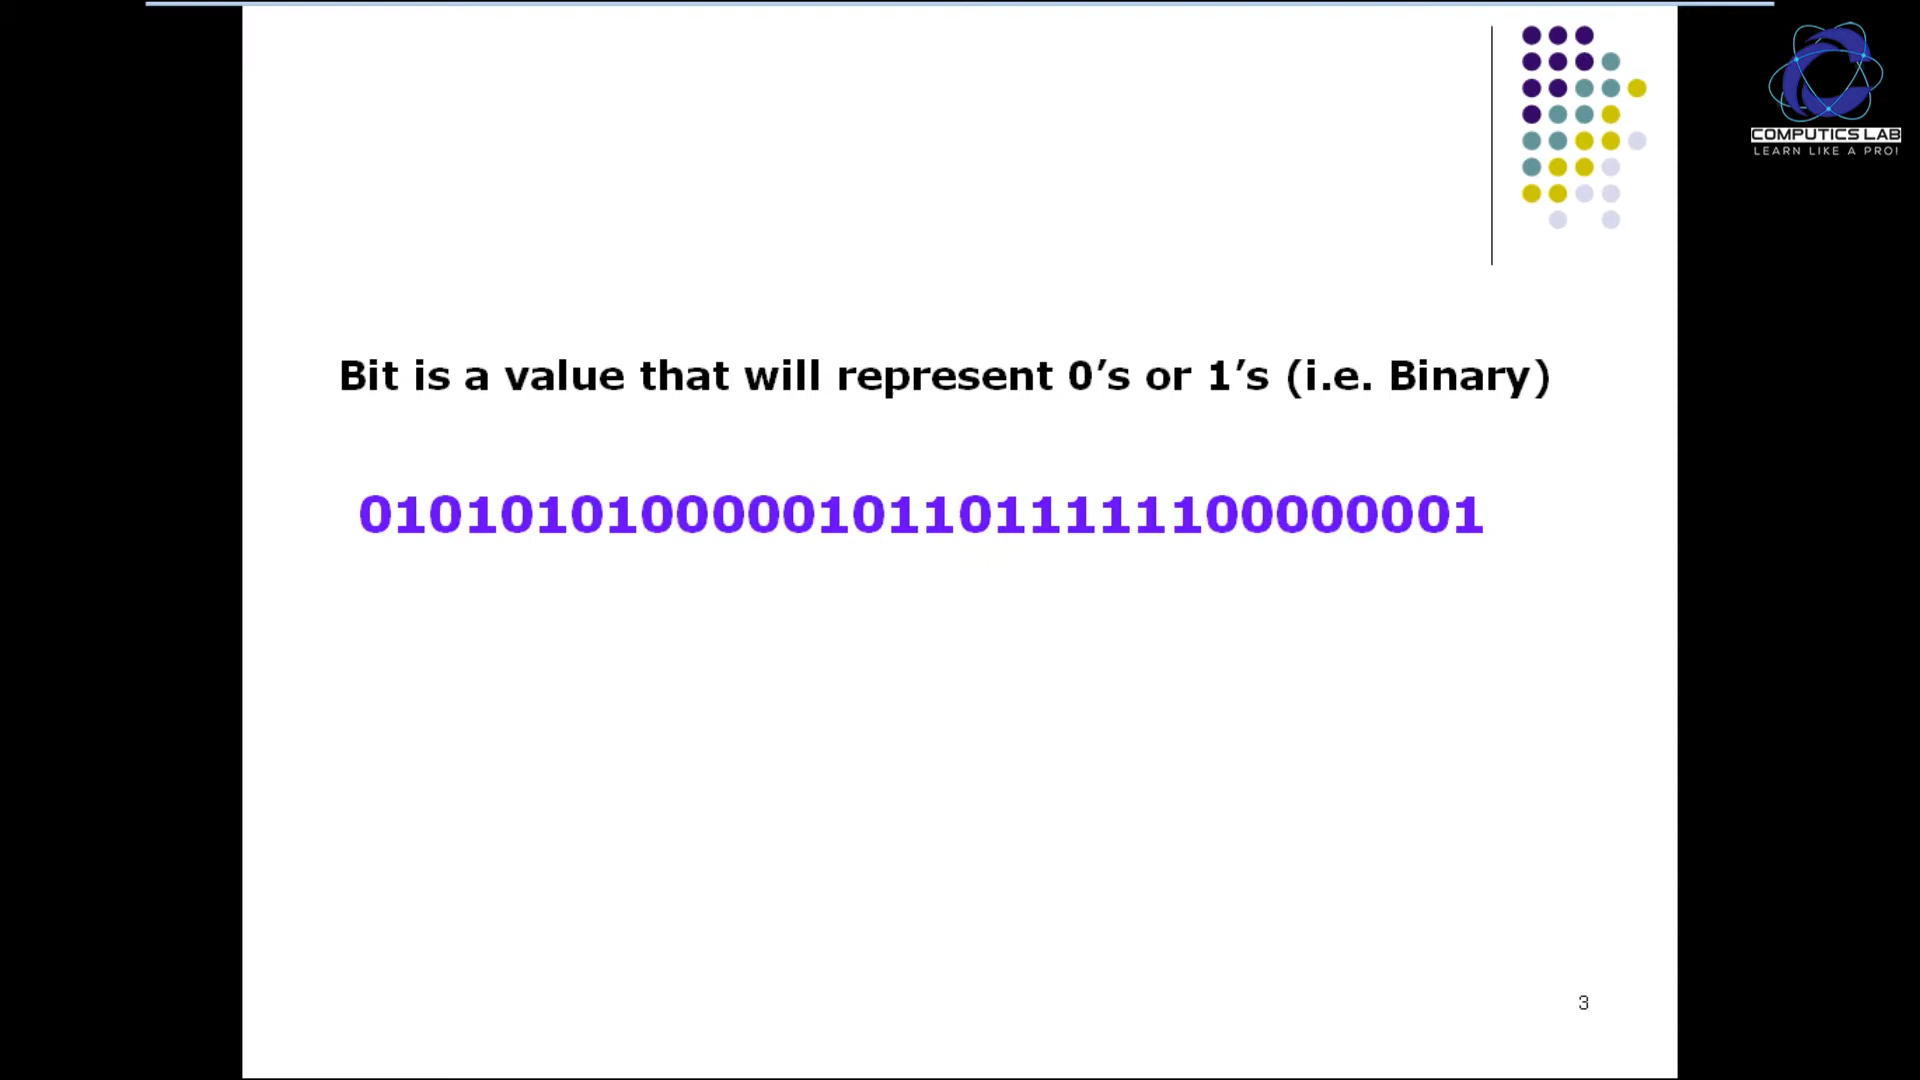 COMPUTICS LAB
LEARN LIKE A PRO!
Bit is a value that will represent 0’s or 1’s (i.e. Binary)
01010101000001011011111100000001
3